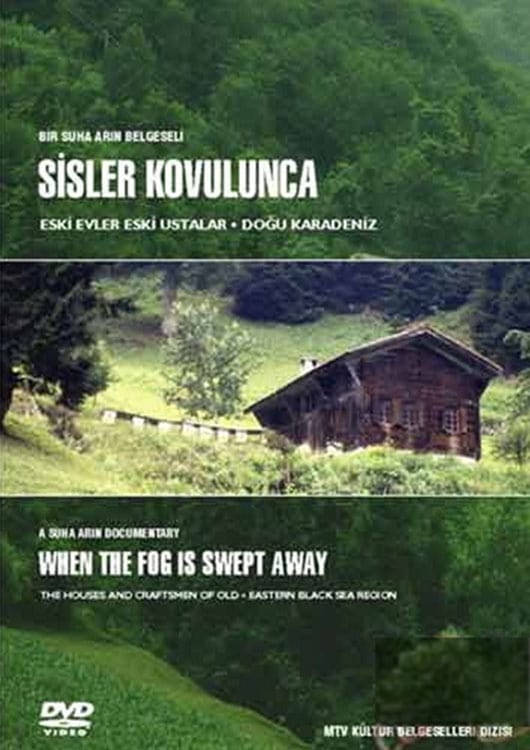 BİR SUHA ARIN BELGESELİ
SİSLER KOVULUNCA
ESKİ EVLER ESKİ USTALAR • DOĞU KARADENİZ
A SUHA ARIN DOCUMENTARY
WHEN THE FOG IS SWEPT AWAY
THE HOUSES AND CRAFTSMEN OF OLD • EASTERN BLACK SEA REGION
DVD
VIDEO
MTV KÜLTÜR BELGESELLERİ DİZİSİ